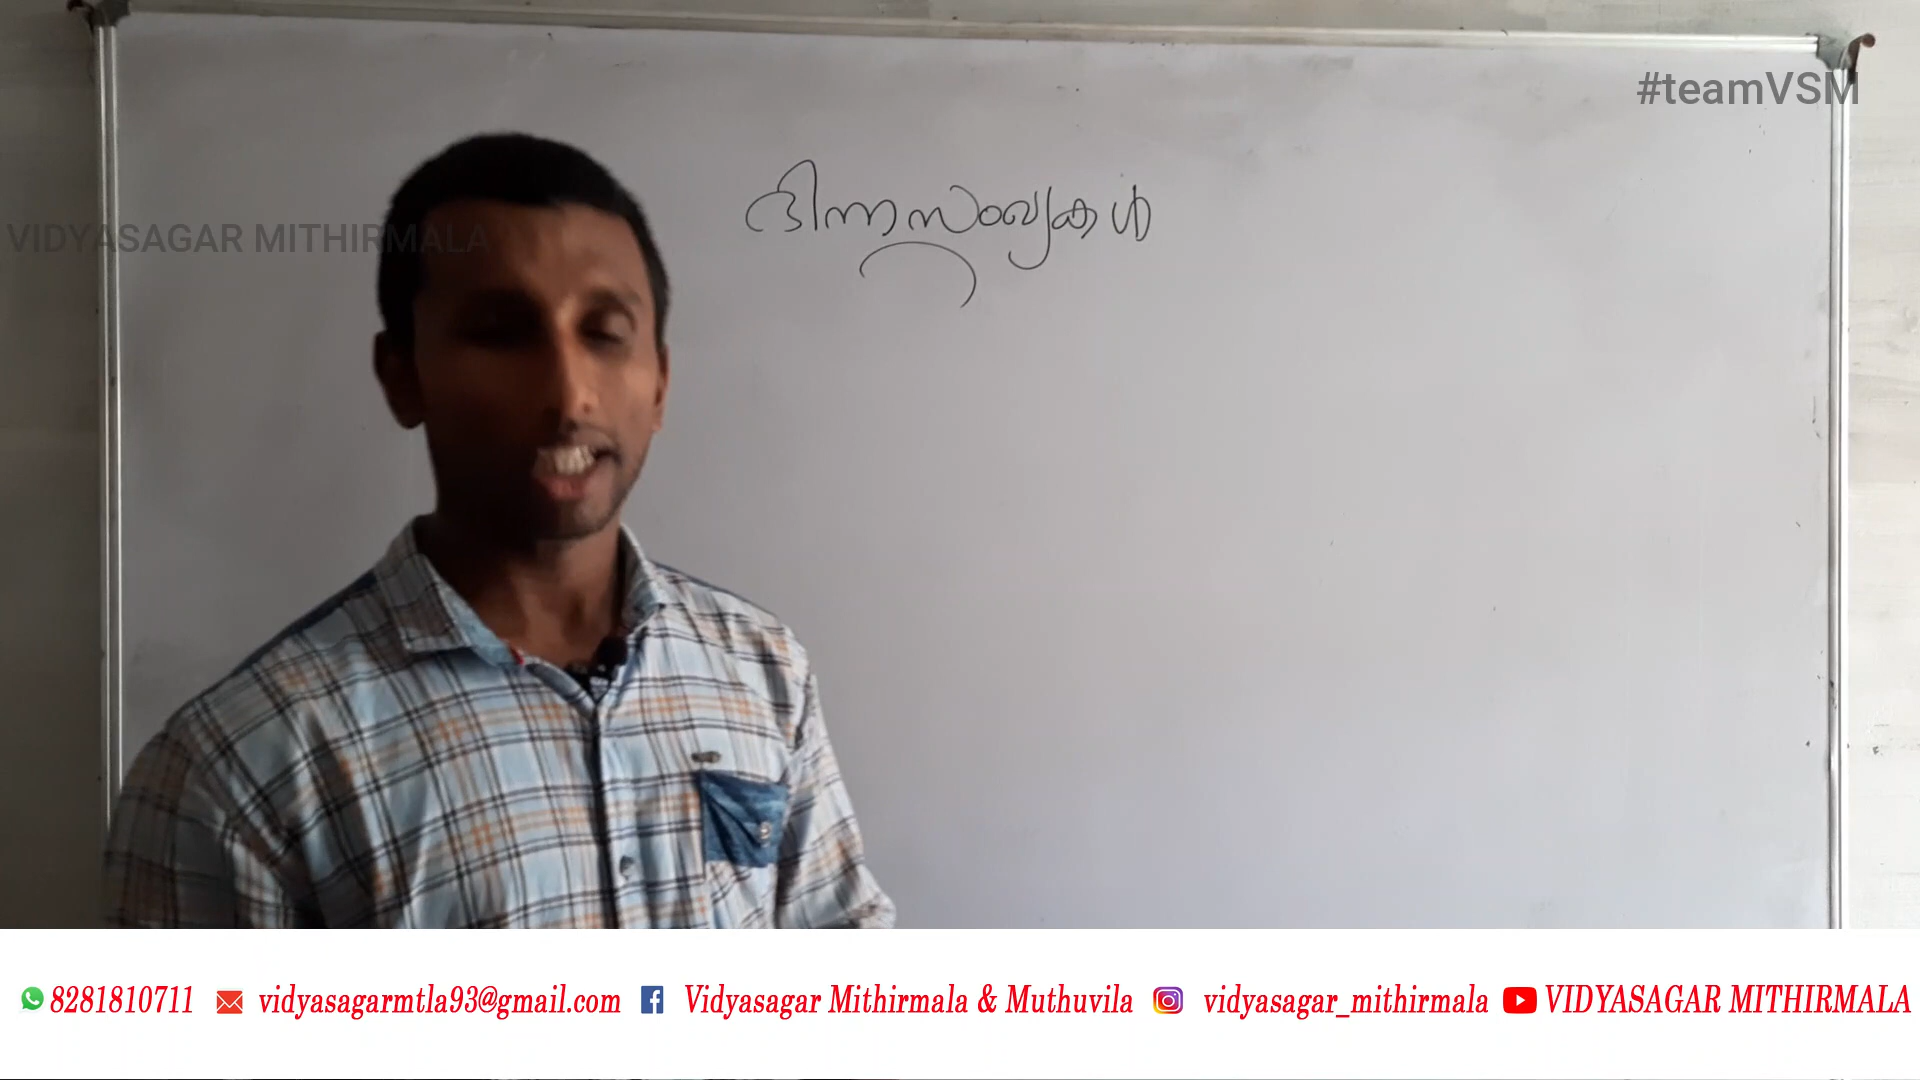 #teamVSM
ഭിന്നസംഖ്യകൾ
VIDYASAGAR MITHIRMALA
8281810711 vidyasagarmtla93@gmail.com Vidyasagar Mithirmala & Muthuvila vidyasagar_mithirmala VIDYASAGAR MITHIRMALA